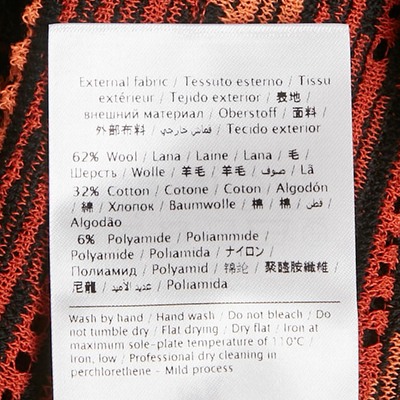 External fabric / Tessuto esterno / Tissu
extérieur / Tejido exterior / 表地 /
внешний материал / Oberstoff / 面料 /
外部布料 / قماش خارجي / Tecido exterior
62% Wool / Lana / Laine / Lana / 毛 /
Шерсть / Wolle / 羊毛 / 羊毛 / صوف / Lã
32% Cotton / Cotone / Coton / Algodón
/ 綿 / Хлопок / Baumwolle / 棉 / 棉 / قطن /
Algodão
6% Polyamide / Poliammide /
Polyamide / Poliamida / ナイロン /
Полиамид / Polyamid / 锦纶 / 聚醯胺纖維 /
尼龍 / عديد الأميد / Poliamida
Wash by hand / Hand wash / Do not bleach / Do
not tumble dry / Flat drying / Dry flat / Iron at
maximum sole-plate temperature of 110°C /
Iron, low / Professional dry cleaning in
perchlorethene - Mild process